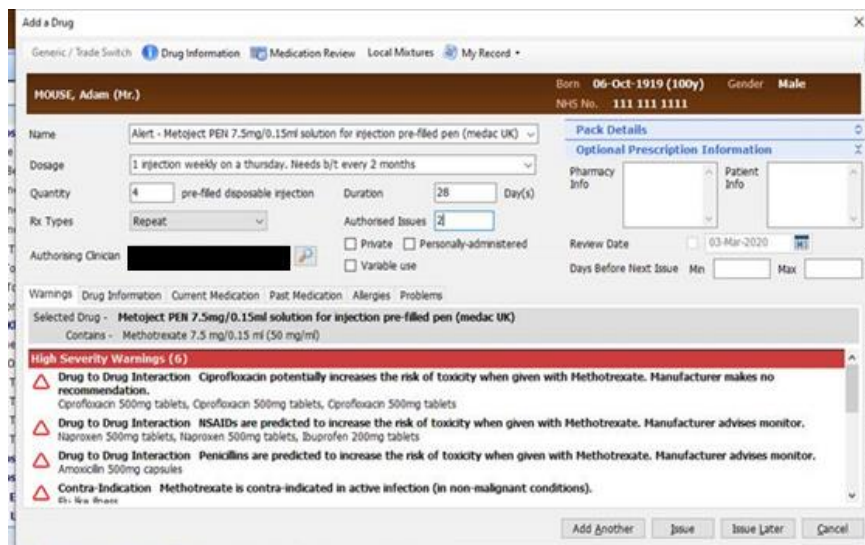 Add a Drug
Generic / Trade Switch Drug Information Medication Review Local Mixtures My Record
MOUSE, Adam (Mr.)
Born 06-Oct-1919 (100y) Gender Male
NHS No. 111 111 1111
Name Alert - Metoject PEN 7.5mg/0.15ml solution for injection pre-filled pen (medac UK)
Dosage 1 injection weekly on a thursday. Needs b/t every 2 months
Quantity 4 pre-filled disposable injection Duration 28 Day(s)
Rx Types Repeat Authorised Issues 2
Authorising Clinician
Private Personally-administered
Variable use
Pack Details
Optional Prescription Information
Pharmacy Info Patient Info
Review Date 03-Mar-2020
Days Before Next Issue Min Max
Warnings Drug Information Current Medication Past Medication Allergies Problems
Selected Drug - Metoject PEN 7.5mg/0.15ml solution for injection pre-filled pen (medac UK)
Contains - Methotrexate 7.5 mg/0.15 ml (50 mg/ml)
High Severity Warnings (6)
Drug to Drug Interaction Ciprofloxacin potentially increases the risk of toxicity when given with Methotrexate. Manufacturer makes no
recommendation.
Ciprofloxacin 500mg tablets, Ciprofloxacin 500mg tablets, Ciprofloxacin 500mg tablets
Drug to Drug Interaction NSAIDs are predicted to increase the risk of toxicity when given with Methotrexate. Manufacturer advises monitor.
Naproxen 500mg tablets, Naproxen 500mg tablets, Ibuprofen 200mg tablets
Drug to Drug Interaction Penicillins are predicted to increase the risk of toxicity when given with Methotrexate. Manufacturer advises monitor.
Amoxicillin 500mg capsules
Contra-Indication Methotrexate is contra-indicated in active infection (in non-malignant conditions).
Add Another Issue Issue Later Cancel